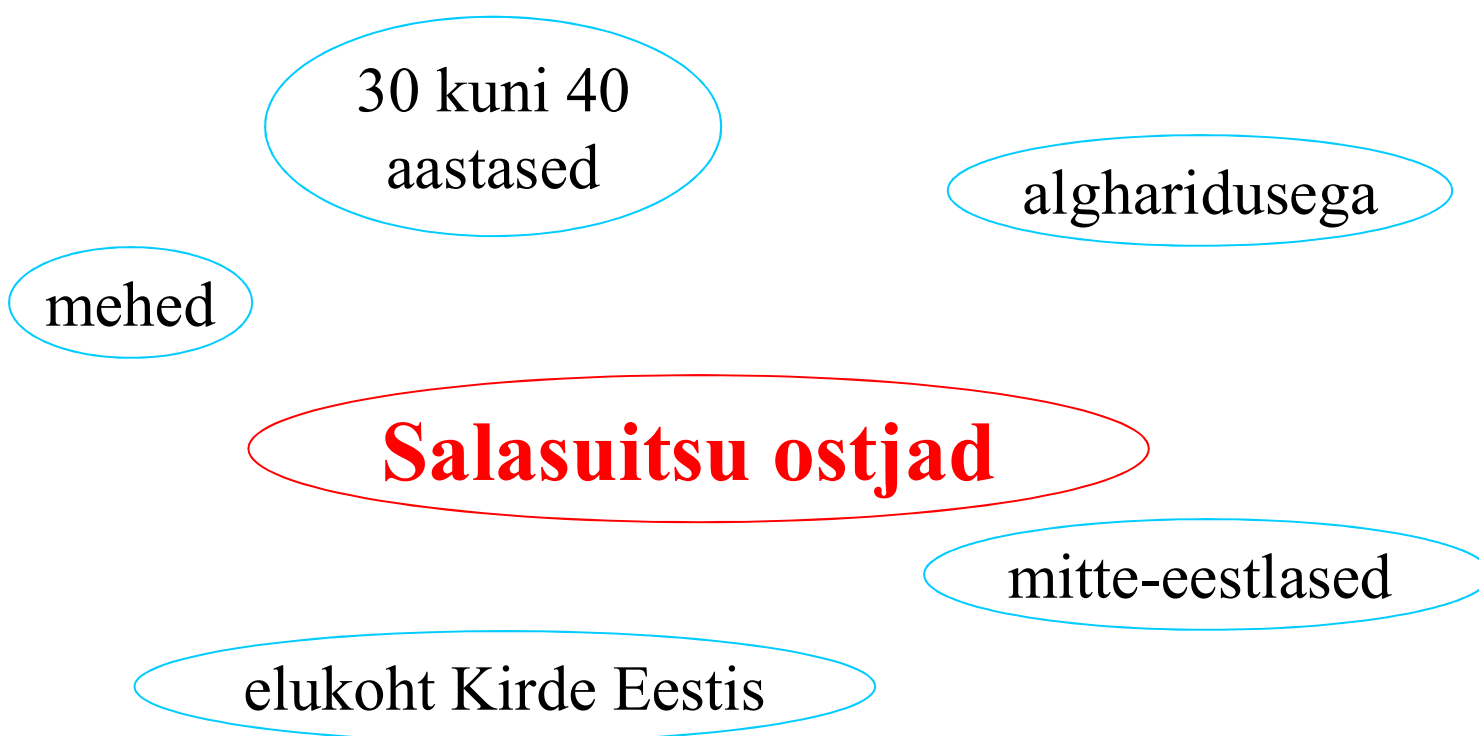 30 kuni 40
aastased
algharidusega
mehed
Salasuitsu ostjad
mitte-eestlased
elukoht Kirde Eestis